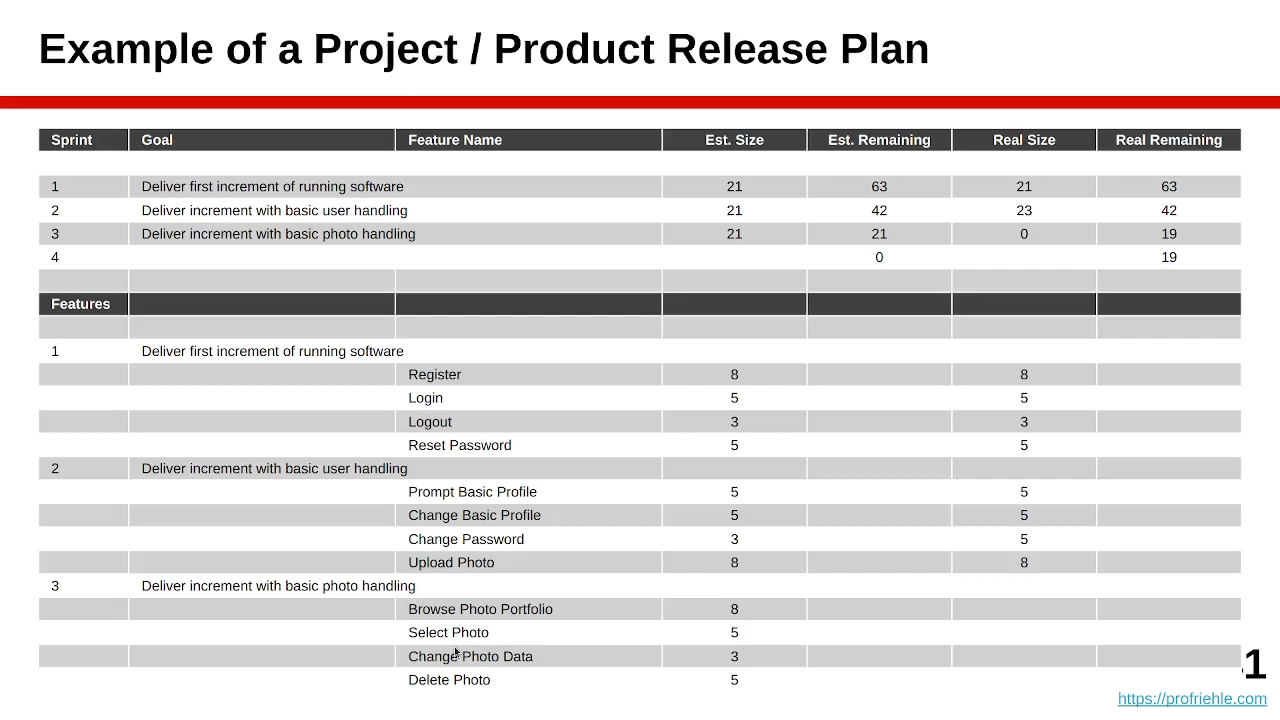 Example of a Project / Product Release Plan
Sprint Goal Feature Name Est. Size Est. Remaining Real Size Real Remaining
1 Deliver first increment of running software 21 63 21 63
2 Deliver increment with basic user handling 21 42 23 42
3 Deliver increment with basic photo handling 21 21 0 19
4 0 19
Features
1 Deliver first increment of running software
Register 8 8
Login 5 5
Logout 3 3
Reset Password 5 5
2 Deliver increment with basic user handling
Prompt Basic Profile 5 5
Change Basic Profile 5 5
Change Password 3 5
Upload Photo 8 8
3 Deliver increment with basic photo handling
Browse Photo Portfolio 8
Select Photo 5
Change Photo Data 3
Delete Photo 5
https://profriehle.com